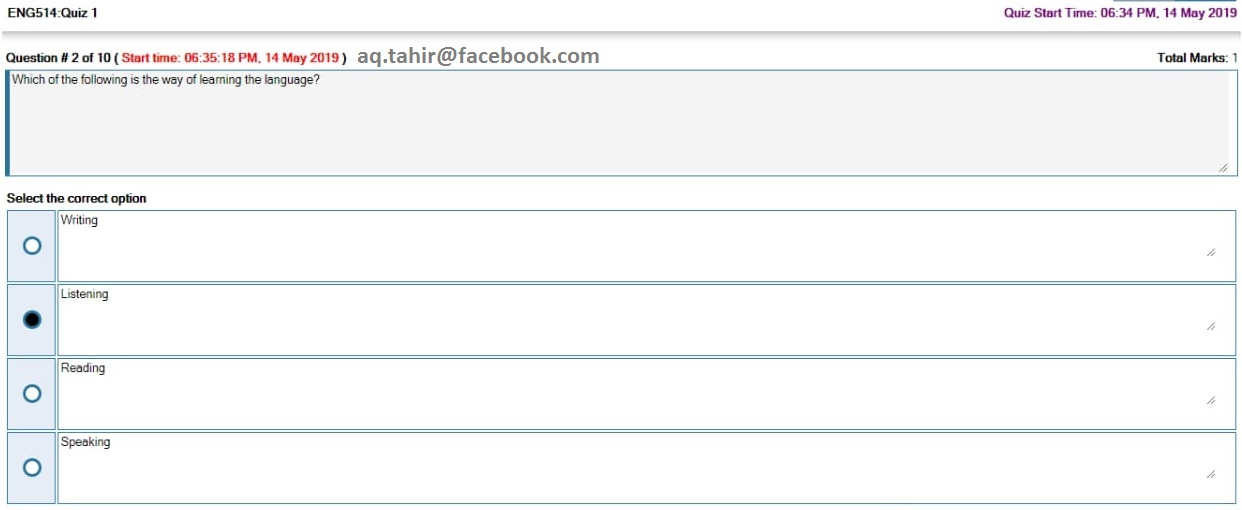 ENG514:Quiz 1 Quiz Start Time: 06:34 PM, 14 May 2019
Question # 2 of 10 ( Start time: 06:35:18 PM, 14 May 2019 ) aq.tahir@facebook.com Total Marks: 1
Which of the following is the way of learning the language?
Select the correct option
Writing
Listening
Reading
Speaking